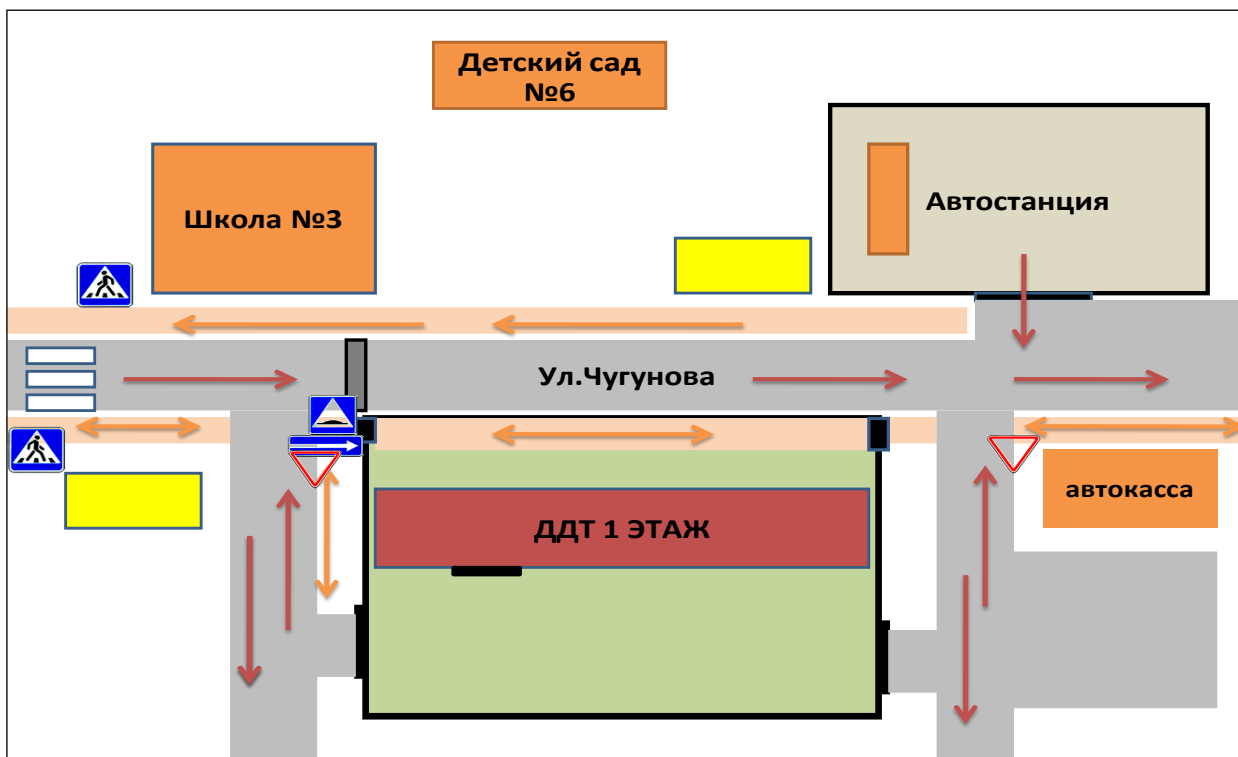 Детский сад
№6
Школа №3
Автостанция
Ул.Чугунова
автокасса
ДДТ 1 ЭТАЖ